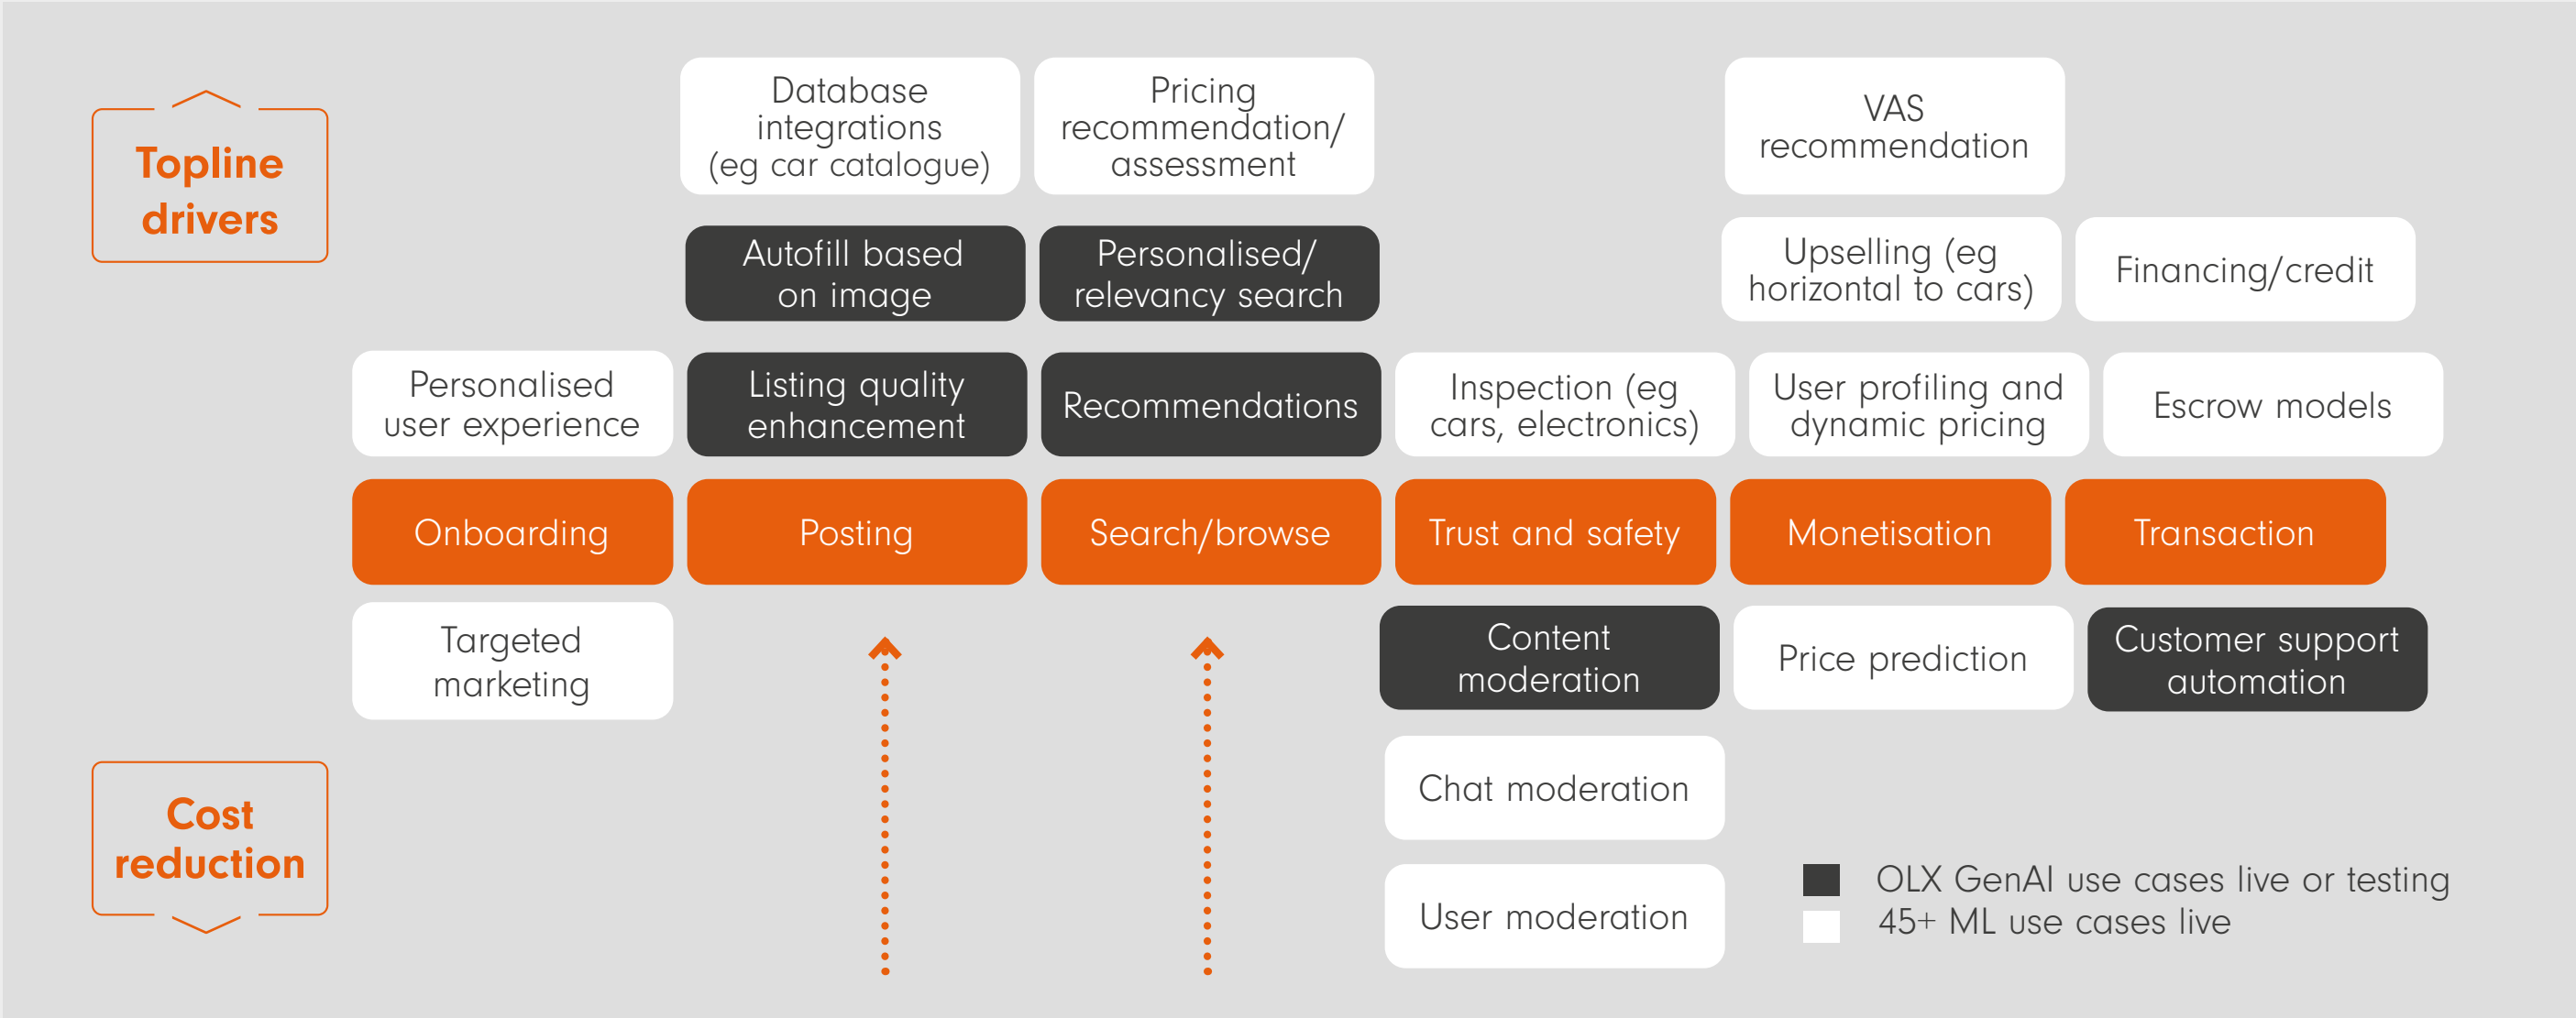 Topline
drivers
Database
integrations
(eg car catalogue)
Pricing
recommendation/
assessment
VAS
recommendation
Autofill based
on image
Personalised/
relevancy search
Upselling (eg
horizontal to cars)
Financing/credit
Personalised
user experience
Listing quality
enhancement
Recommendations
Inspection (eg
cars, electronics)
User profiling and
dynamic pricing
Escrow models
Onboarding
Posting
Search/browse
Trust and safety
Monetisation
Transaction
Targeted
marketing
Content
moderation
Price prediction
Customer support
automation
Chat moderation
User moderation
Cost
reduction
OLX GenAI use cases live or testing
45+ ML use cases live